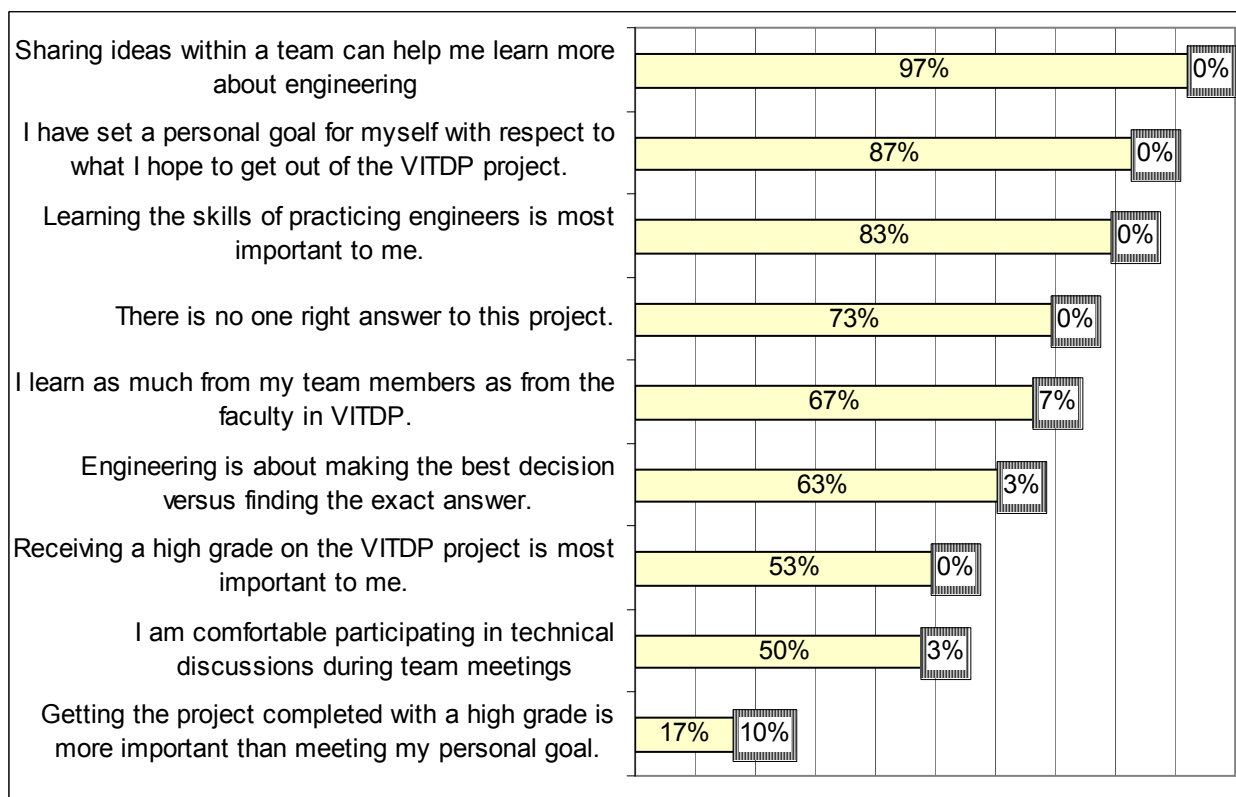 Sharing ideas within a team can help me learn more
about engineering
97%
0%
I have set a personal goal for myself with respect to
what I hope to get out of the VITDP project.
87%
0%
Learning the skills of practicing engineers is most
important to me.
83%
0%
There is no one right answer to this project.
73%
0%
I learn as much from my team members as from the
faculty in VITDP.
67%
7%
Engineering is about making the best decision
versus finding the exact answer.
63%
3%
Receiving a high grade on the VITDP project is most
important to me.
53%
0%
I am comfortable participating in technical
discussions during team meetings
50%
3%
Getting the project completed with a high grade is
more important than meeting my personal goal.
17%
10%